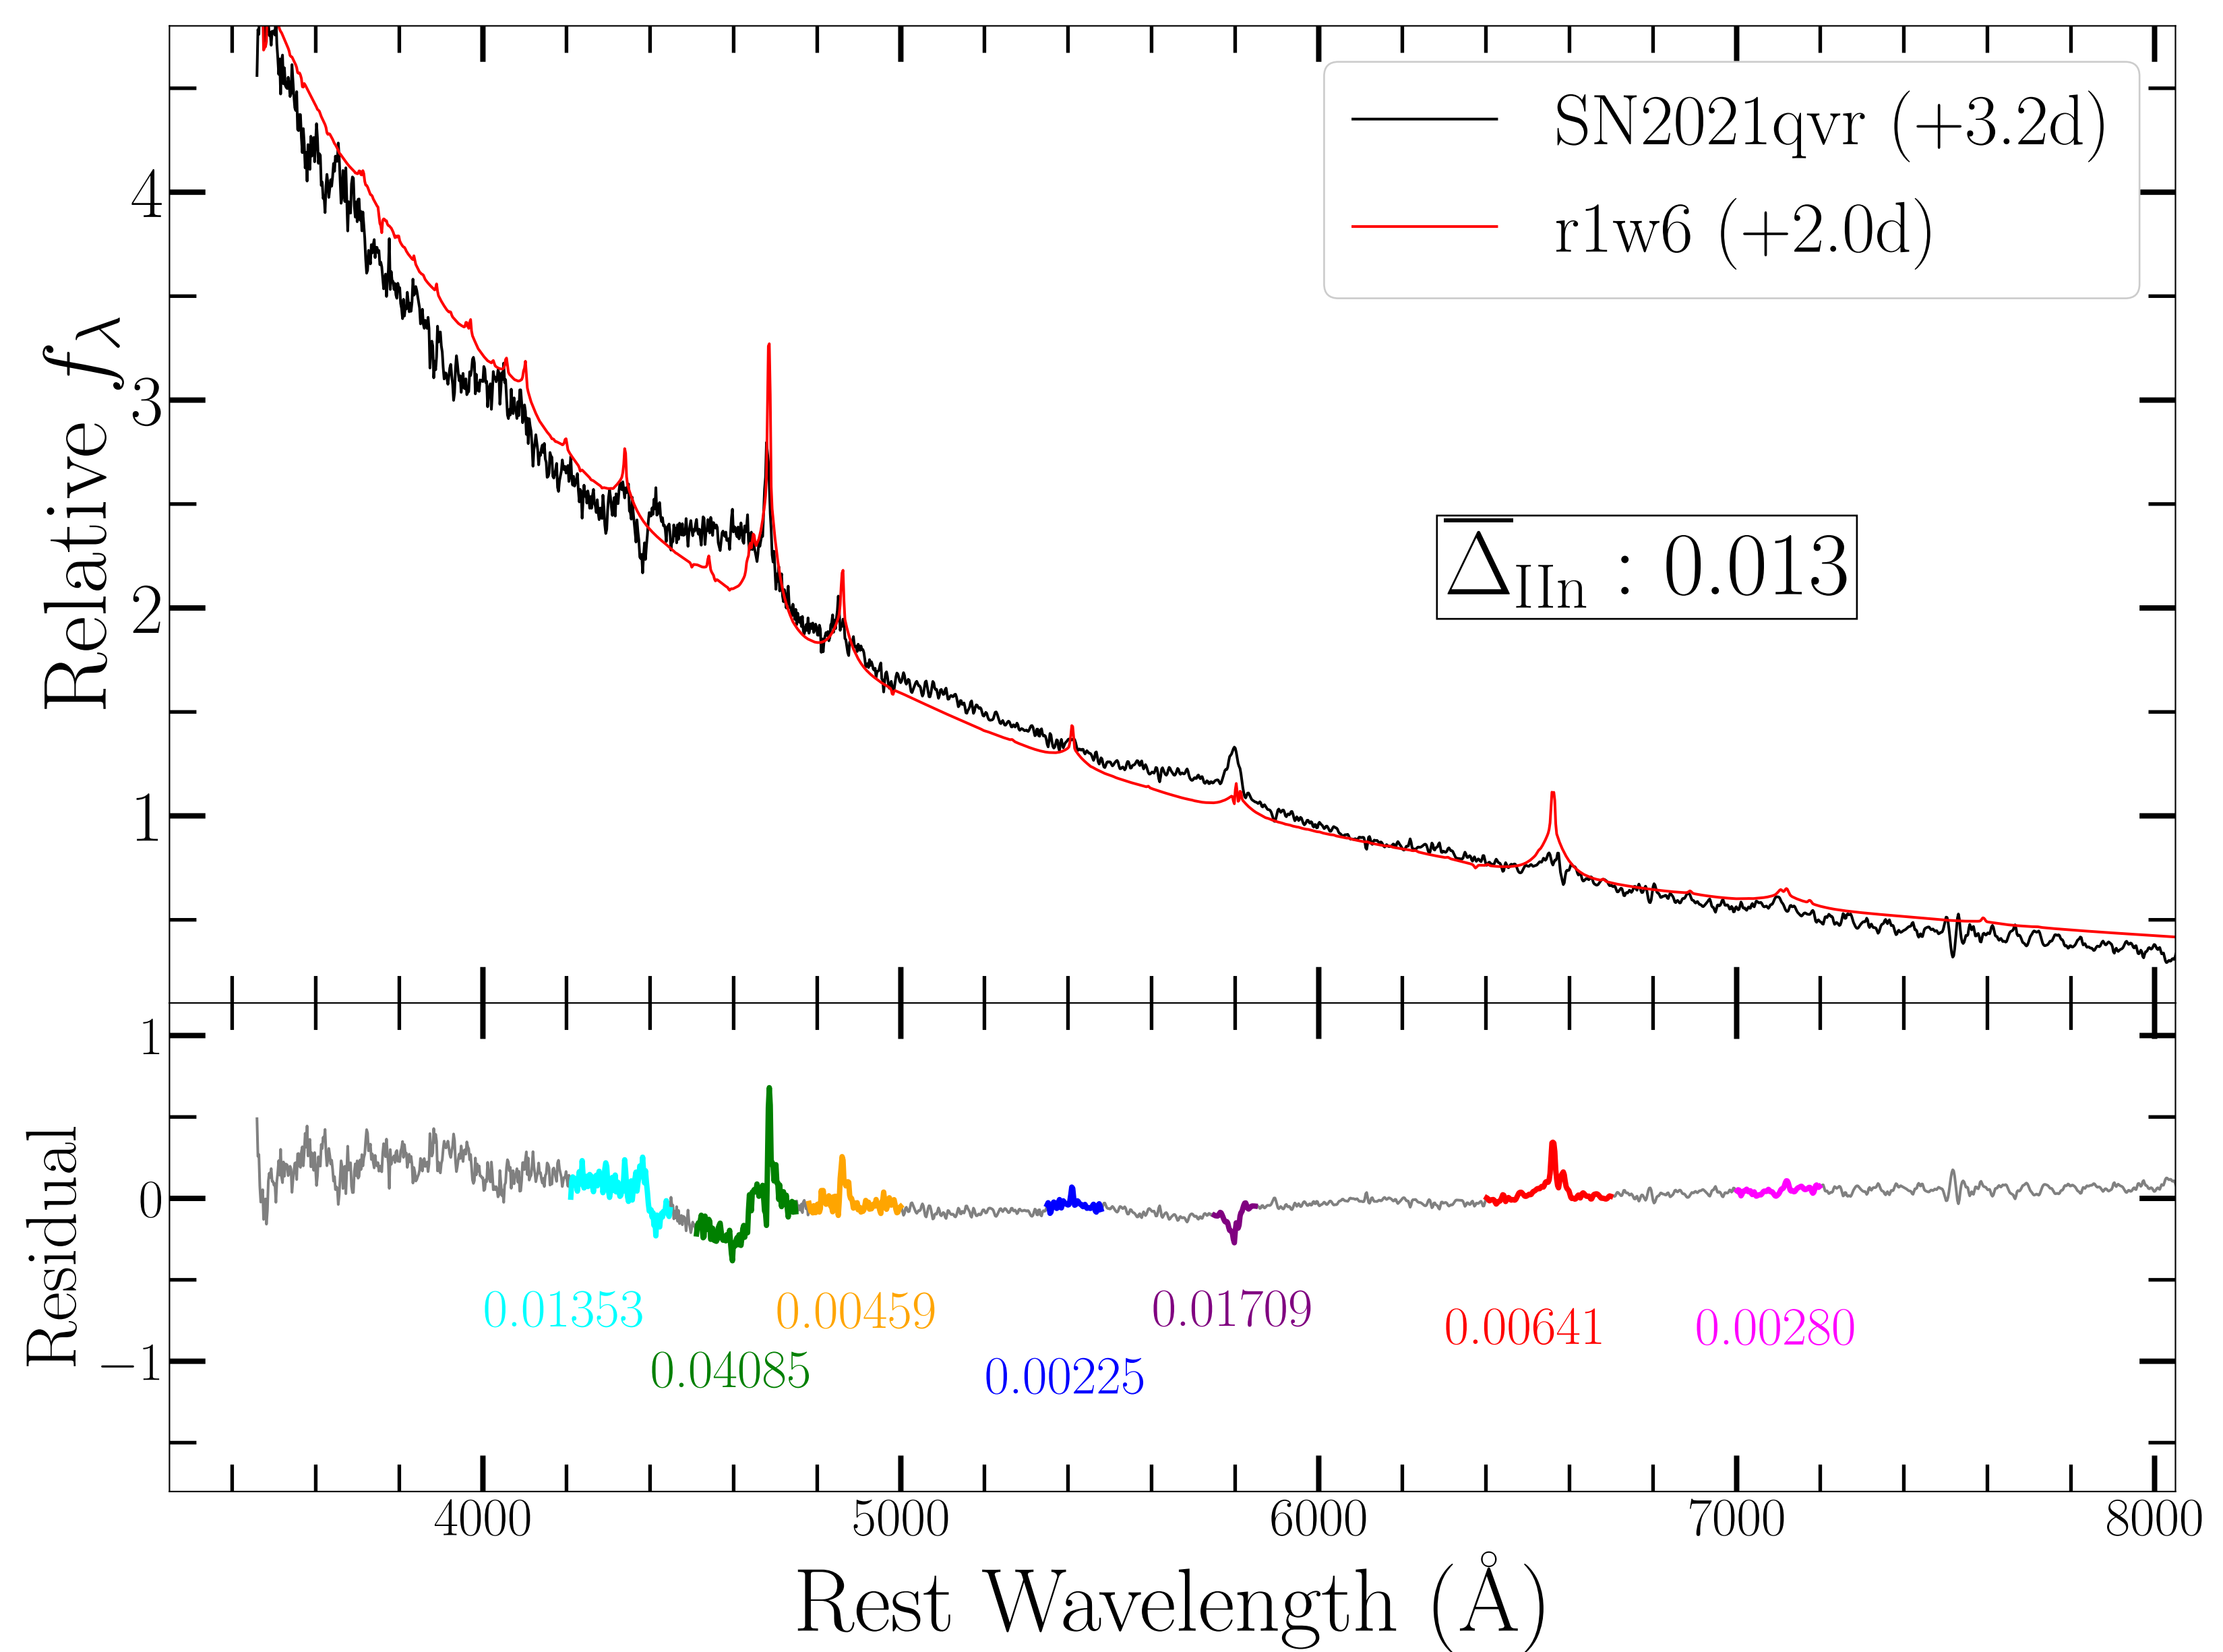 SN2021qvr (+3.2d)
r1w6 (+2.0d)
Relative fλ
4
3
2
1
Δ̅IIn : 0.013
Residual
1
0
−1
0.01353
0.04085
0.00459
0.00225
0.01709
0.00641
0.00280
4000 5000 6000 7000 8000
Rest Wavelength (Å)